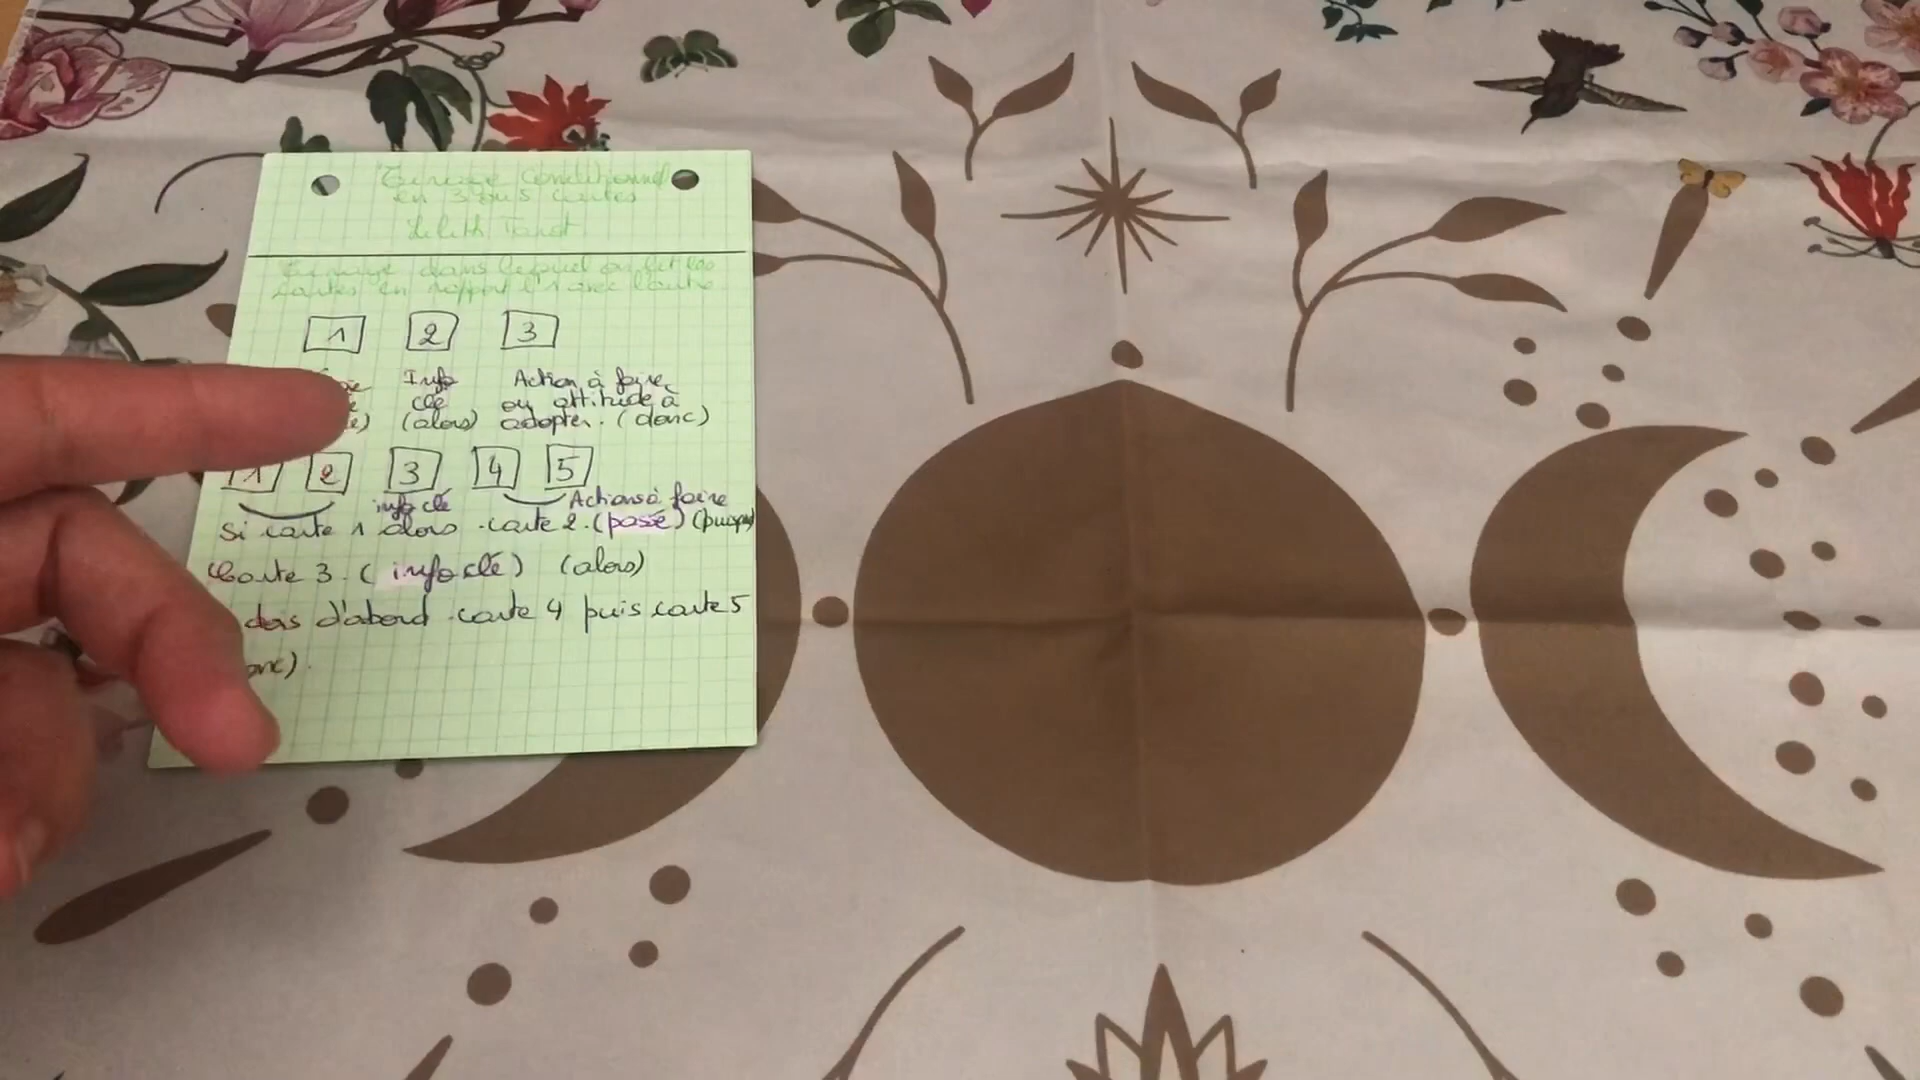 Tirage conditionnel
en 3 ou 5 cartes
Lilith Tarot
Tirage dans lequel on lit les
cartes en rapport l'1 avec l'autre
1 2 3
Info Action à faire
clé ou attitude à
(alors) adopter. (donc)
1 2 3 4 5
info clé Actions à faire
Si carte 1 alors carte 2. (passé)
Carte 3. (info clé) (alors)
dois d'abord carte 4 puis carte 5